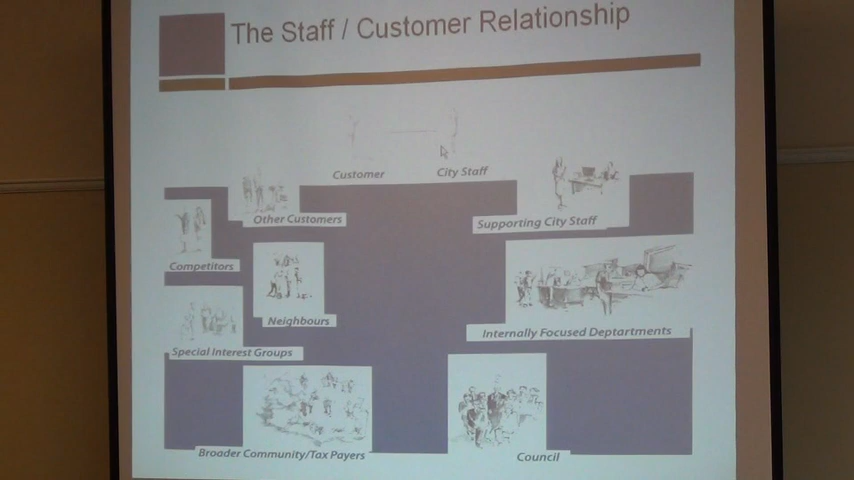 The Staff / Customer Relationship
Customer
City Staff
Other Customers
Supporting City Staff
Competitors
Neighbours
Internally Focused Deptartments
Special Interest Groups
Broader Community/Tax Payers
Council